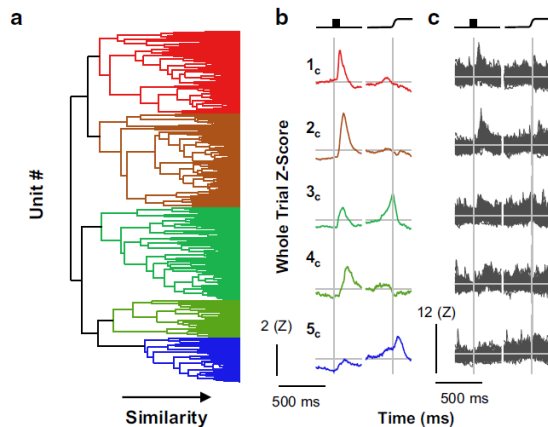 a
b
c
Unit #
Similarity
Whole Trial Z-Score
1c
2c
3c
4c
5c
2 (Z)
12 (Z)
500 ms
500 ms
Time (ms)